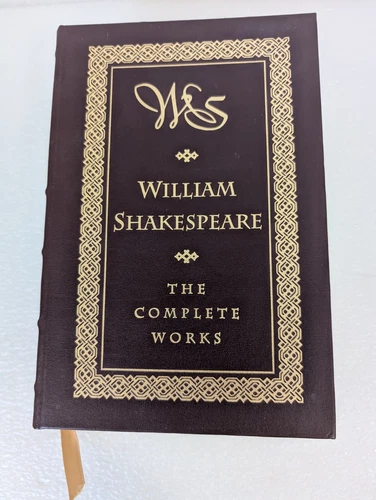 WS
WILLIAM
SHAKESPEARE
THE
COMPLETE
WORKS